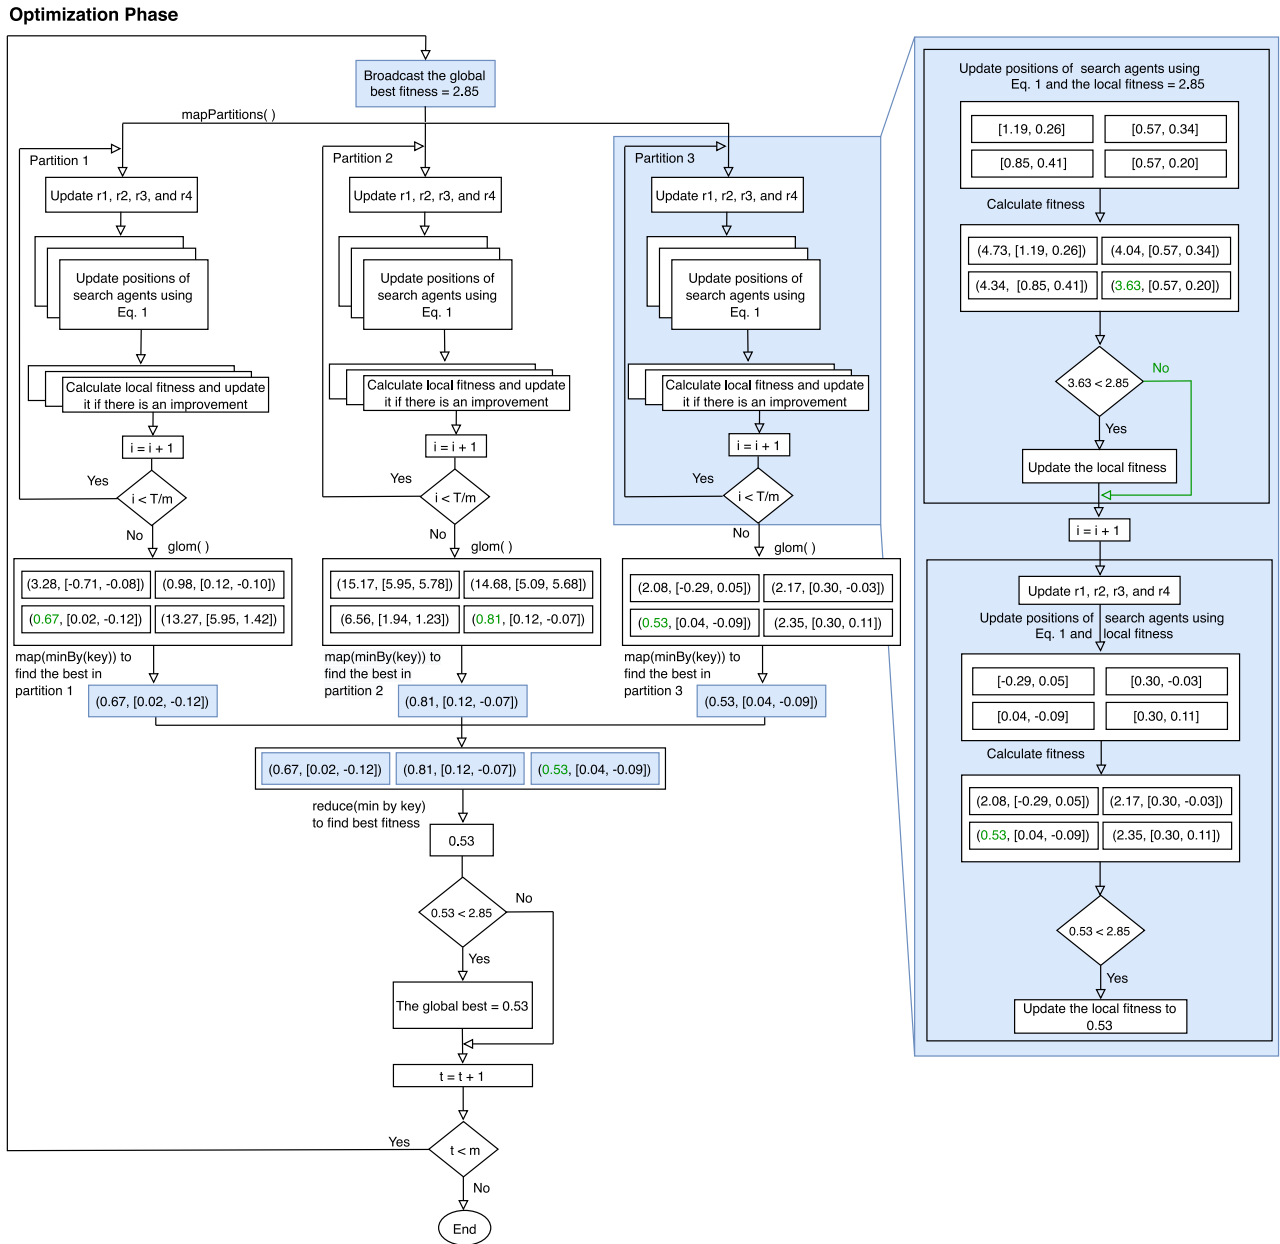 Optimization Phase
Broadcast the global
best fitness = 2.85
mapPartitions( )
Partition 1
Update r1, r2, r3, and r4
Update positions of
search agents using
Eq. 1
Calculate local fitness and update
it if there is an improvement
i = i + 1
Yes
i < T/m
No
glom( )
(3.28, [-0.71, -0.08])
(0.98, [0.12, -0.10])
(0.67, [0.02, -0.12])
(13.27, [5.95, 1.42])
map(minBy(key)) to
find the best in
partition 1
(0.67, [0.02, -0.12])
Partition 2
Update r1, r2, r3, and r4
Update positions of
search agents using
Eq. 1
Calculate local fitness and update
it if there is an improvement
i = i + 1
Yes
i < T/m
No
glom( )
(15.17, [5.95, 5.78])
(14.68, [5.09, 5.68])
(6.56, [1.94, 1.23])
(0.81, [0.12, -0.07])
map(minBy(key)) to
find the best in
partition 2
(0.81, [0.12, -0.07])
Partition 3
Update r1, r2, r3, and r4
Update positions of
search agents using
Eq. 1
Calculate local fitness and update
it if there is an improvement
i = i + 1
Yes
i < T/m
No
glom( )
(2.08, [-0.29, 0.05])
(2.17, [0.30, -0.03])
(0.53, [0.04, -0.09])
(2.35, [0.30, 0.11])
map(minBy(key)) to
find the best in
partition 3
(0.53, [0.04, -0.09])
(0.67, [0.02, -0.12])
(0.81, [0.12, -0.07])
(0.53, [0.04, -0.09])
reduce(min by key)
to find best fitness
0.53
0.53 < 2.85
No
Yes
The global best = 0.53
t = t + 1
Yes
t < m
No
End
Update positions of  search agents using
Eq. 1 and the local fitness = 2.85
[1.19, 0.26]
[0.57, 0.34]
[0.85, 0.41]
[0.57, 0.20]
Calculate fitness
(4.73, [1.19, 0.26])
(4.04, [0.57, 0.34])
(4.34,  [0.85, 0.41])
(3.63, [0.57, 0.20])
3.63 < 2.85
No
Yes
Update the local fitness
i = i + 1
Update r1, r2, r3, and r4
Update positions of search agents using
Eq. 1 and local fitness
[-0.29, 0.05]
[0.30, -0.03]
[0.04, -0.09]
[0.30, 0.11]
Calculate fitness
(2.08, [-0.29, 0.05])
(2.17, [0.30, -0.03])
(0.53, [0.04, -0.09])
(2.35, [0.30, 0.11])
0.53 < 2.85
Yes
Update the local fitness to
0.53